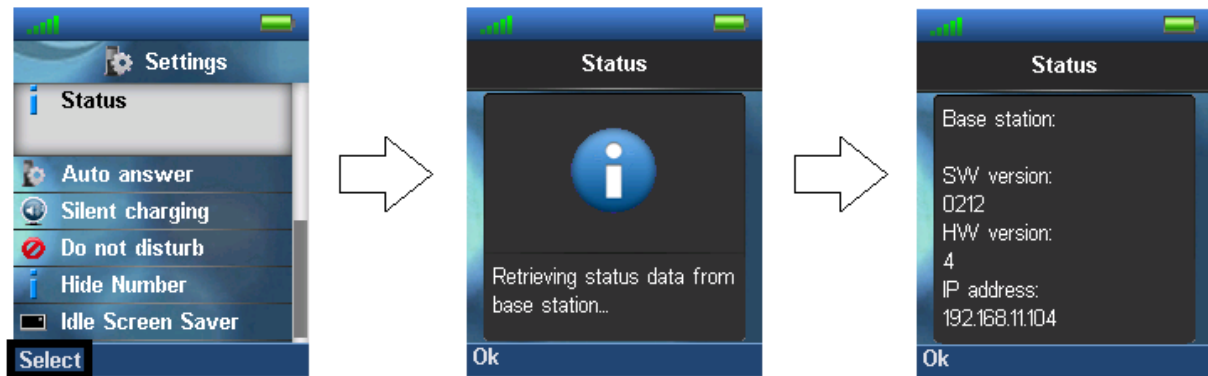 Settings
Status
Auto answer
Silent charging
Do not disturb
Hide Number
Idle Screen Saver
Select
Status
Retrieving status data from
base station...
Ok
Status
Base station:
SW version:
0212
HW version:
4
IP address:
192.168.11.104
Ok